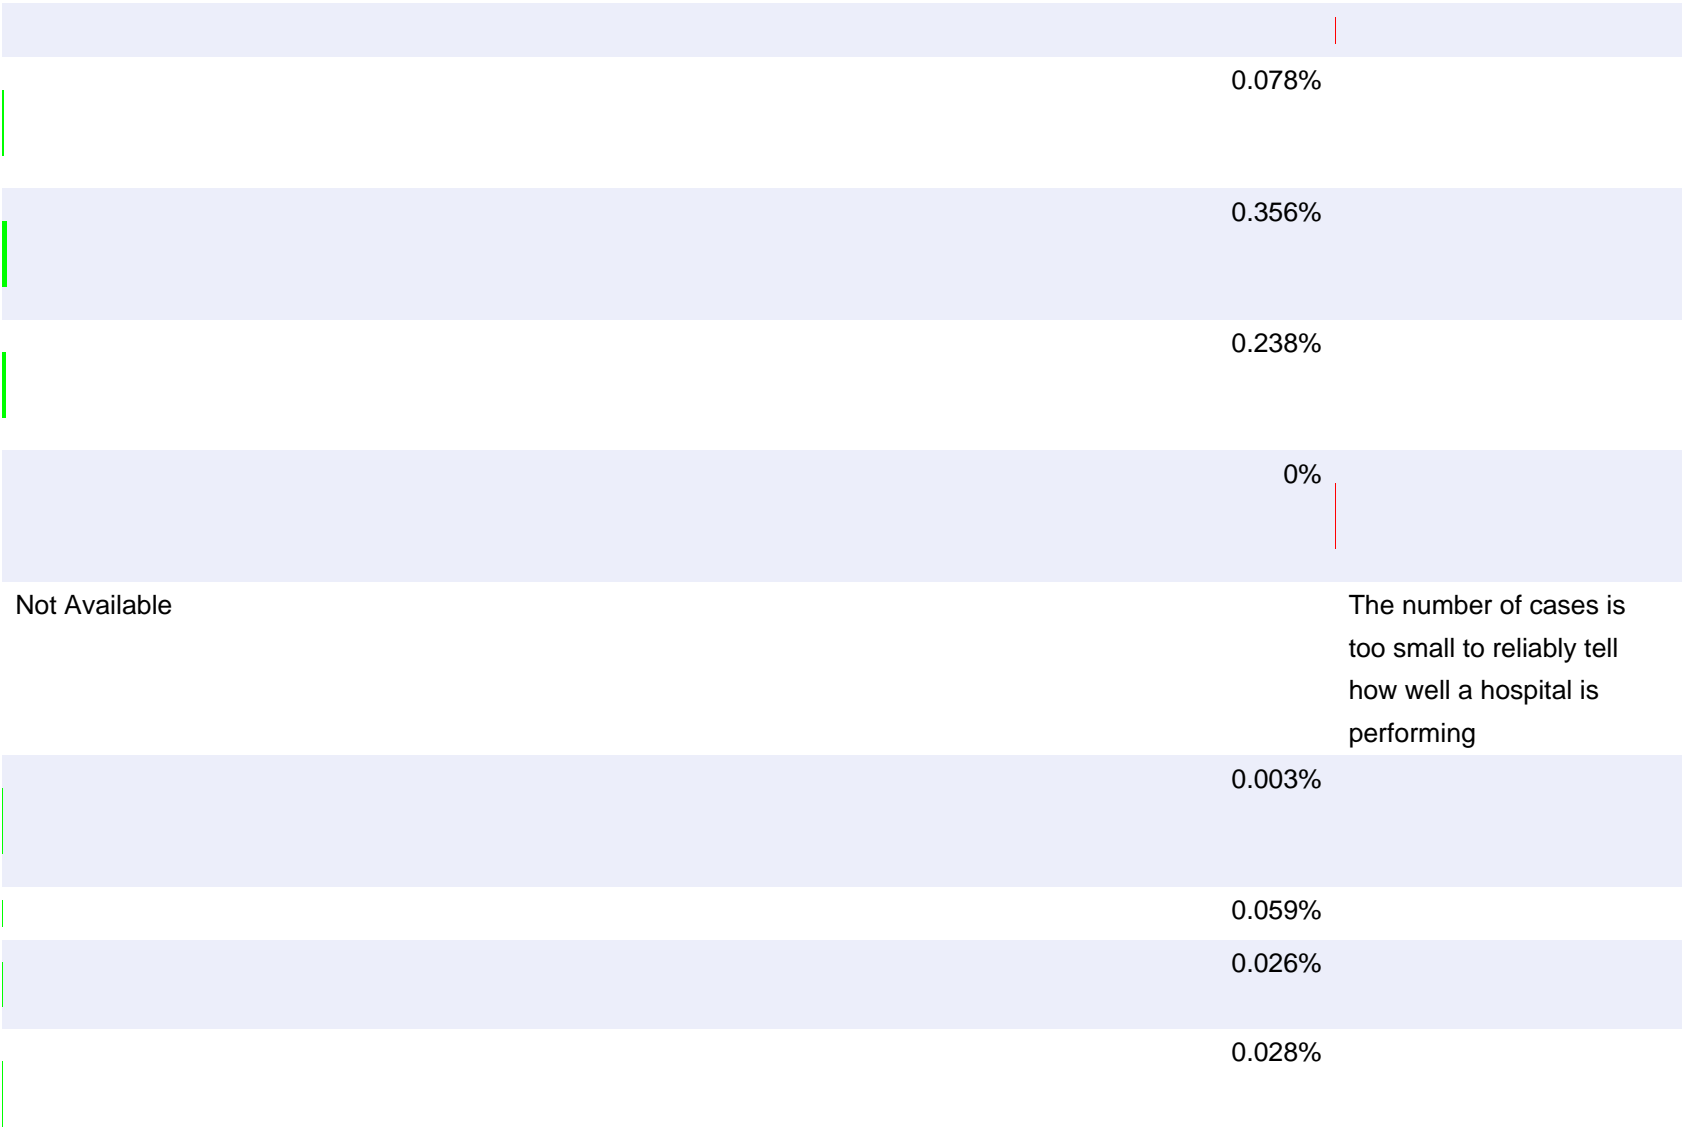 0.078%
0.356%
0.238%
0%
Not Available
The number of cases is
too small to reliably tell
how well a hospital is
performing
0.003%
0.059%
0.026%
0.028%